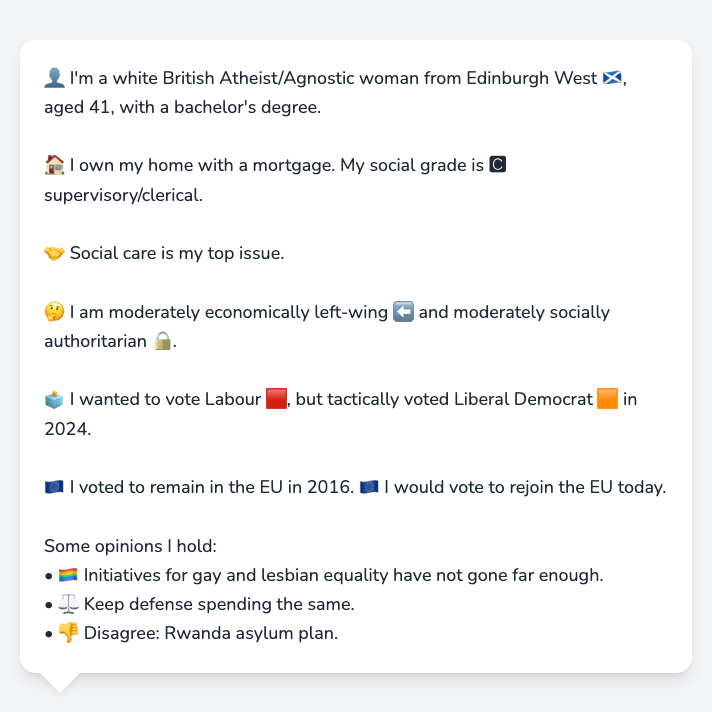 👤 I'm a white British Atheist/Agnostic woman from Edinburgh West 🏴󠁧󠁢󠁳󠁣󠁴󠁿,
aged 41, with a bachelor's degree.
🏠 I own my home with a mortgage. My social grade is 🅲
supervisory/clerical.
🤝 Social care is my top issue.
🤔 I am moderately economically left-wing ⬅️ and moderately socially
authoritarian 🔒.
🗳️ I wanted to vote Labour 🟥, but tactically voted Liberal Democrat 🟧 in
2024.
🇪🇺 I voted to remain in the EU in 2016. 🇪🇺 I would vote to rejoin the EU today.
Some opinions I hold:
• 🏳️‍🌈 Initiatives for gay and lesbian equality have not gone far enough.
• ⚖️ Keep defense spending the same.
• 👎 Disagree: Rwanda asylum plan.